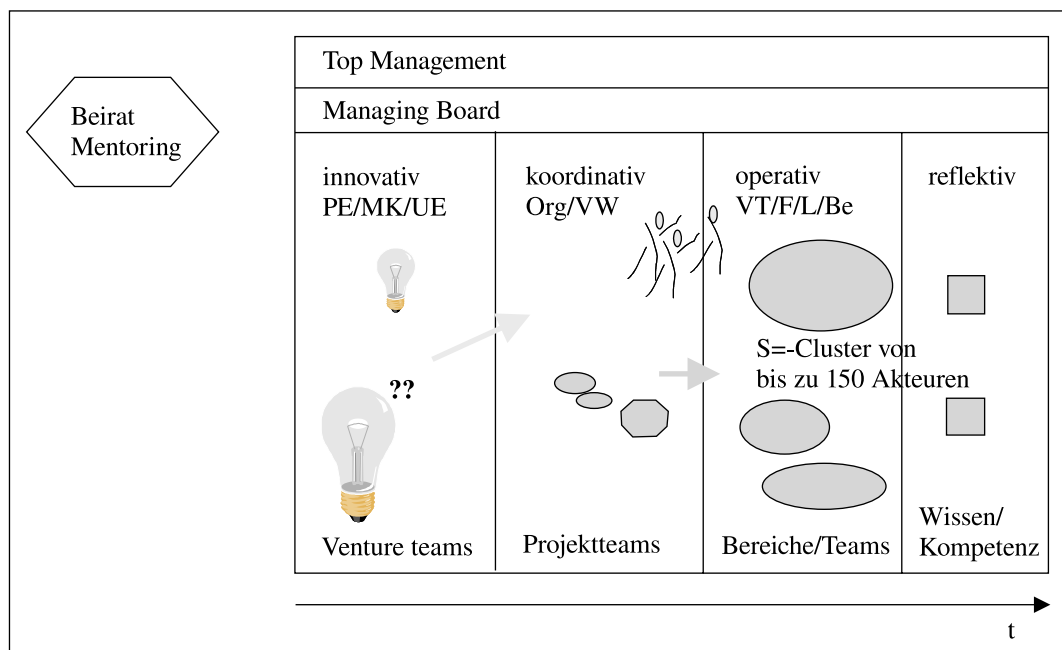 Beirat
Mentoring
Top Management
Managing Board
innovativ
PE/MK/UE
koordinativ
Org/VW
operativ
VT/F/L/Be
reflektiv
??
S=-Cluster von
bis zu 150 Akteuren
Venture teams
Projektteams
Bereiche/Teams
Wissen/
Kompetenz
t